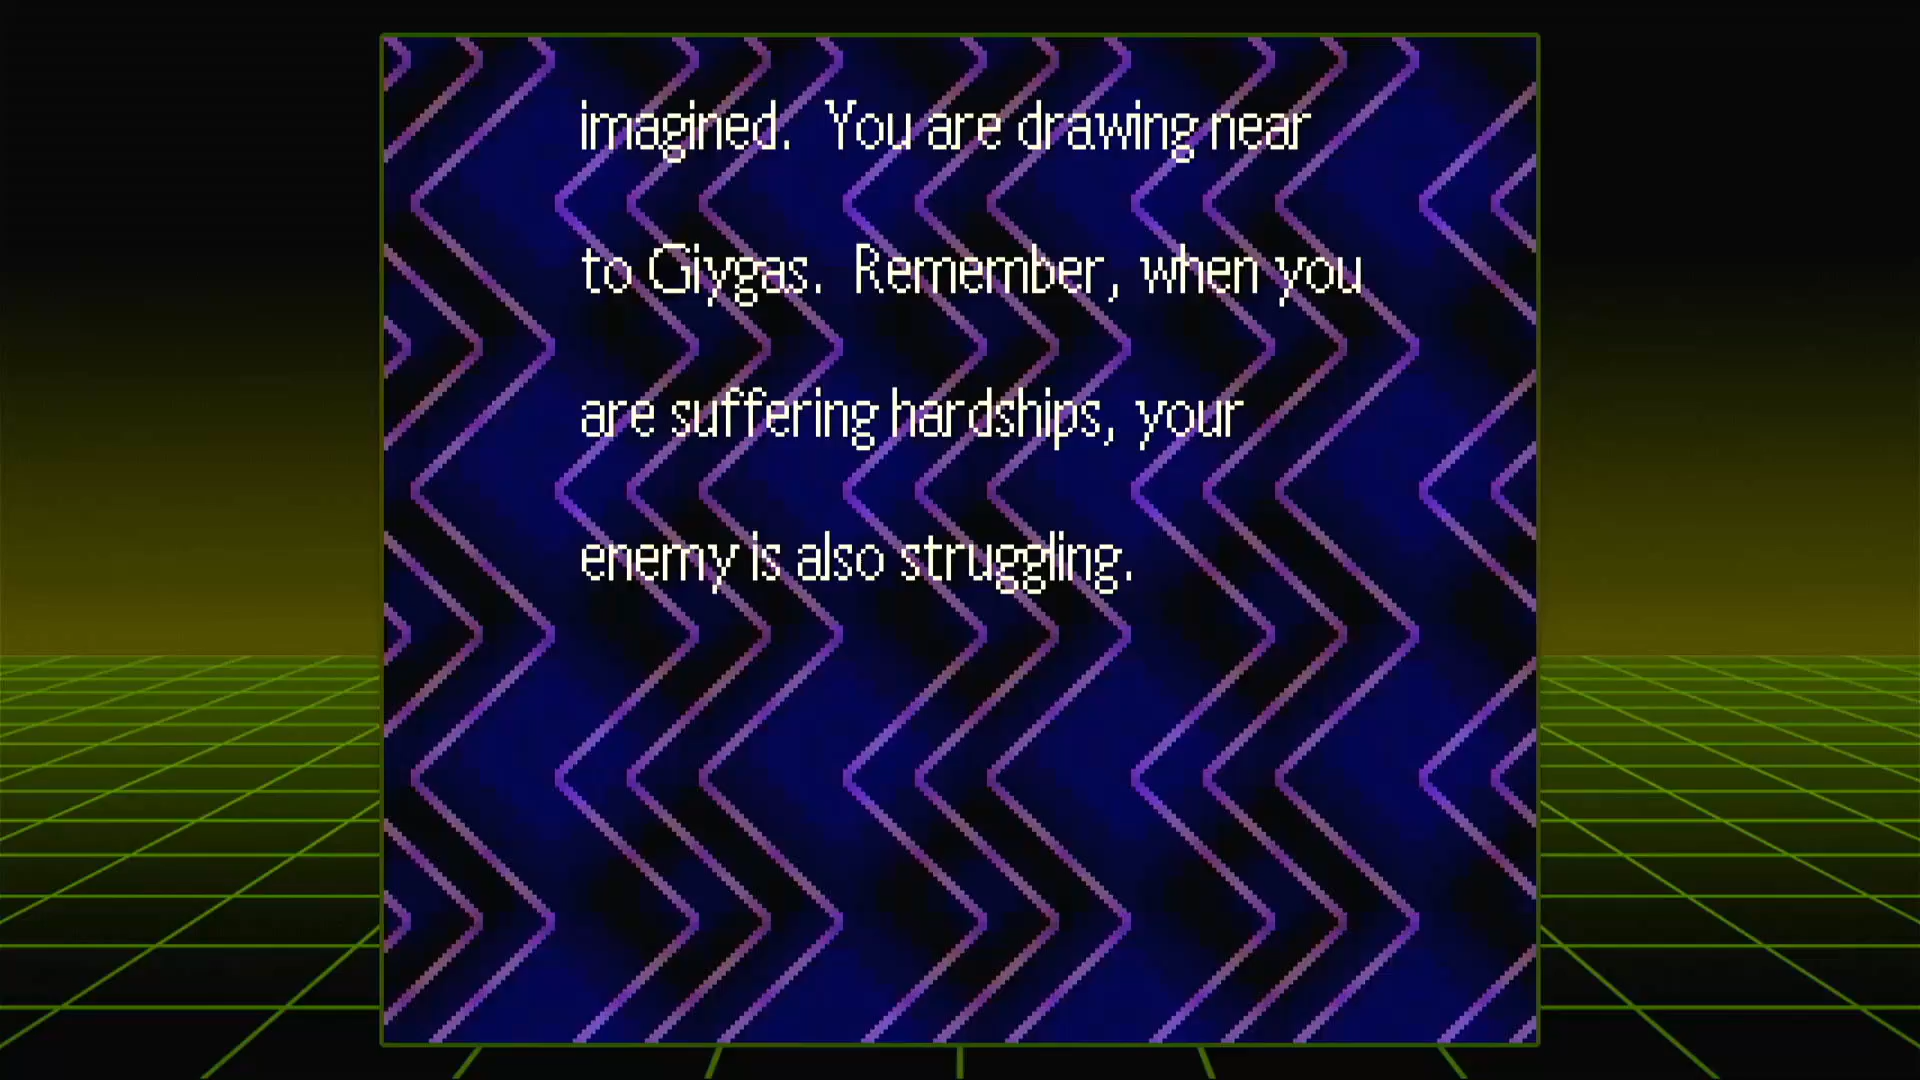 imagined.  You are drawing near
to Giygas.  Remember, when you
are suffering hardships, your
enemy is also struggling.